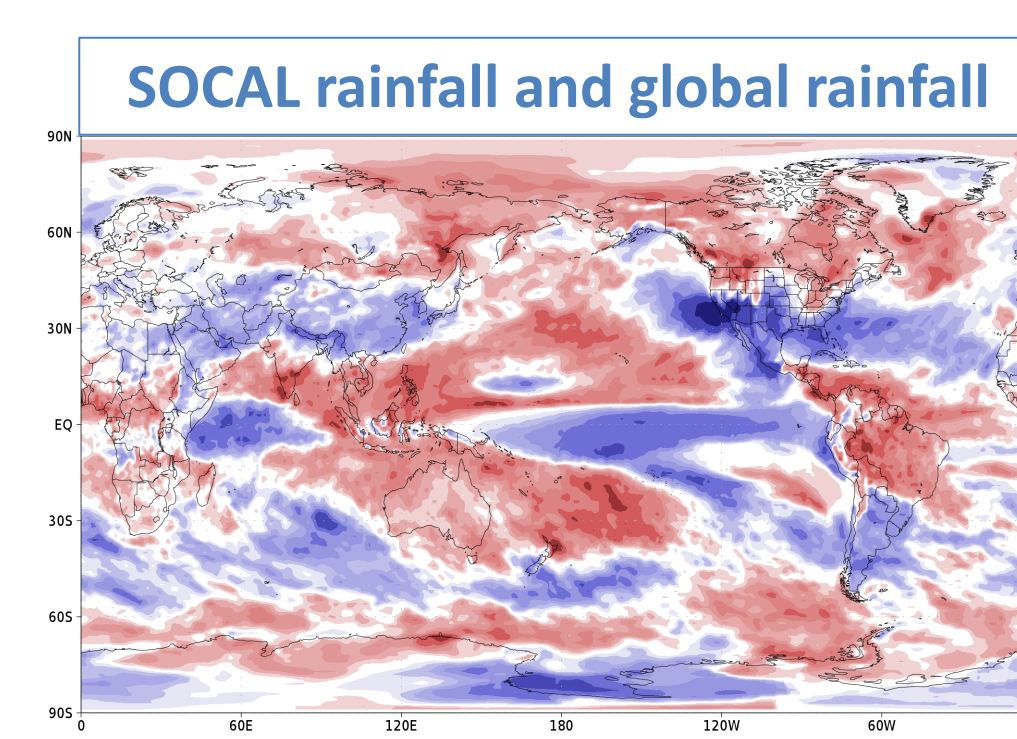 SOCAL rainfall and global rainfall
90N
60N
30N
EQ
30S
60S
90S
0 60E 120E 180 120W 60W